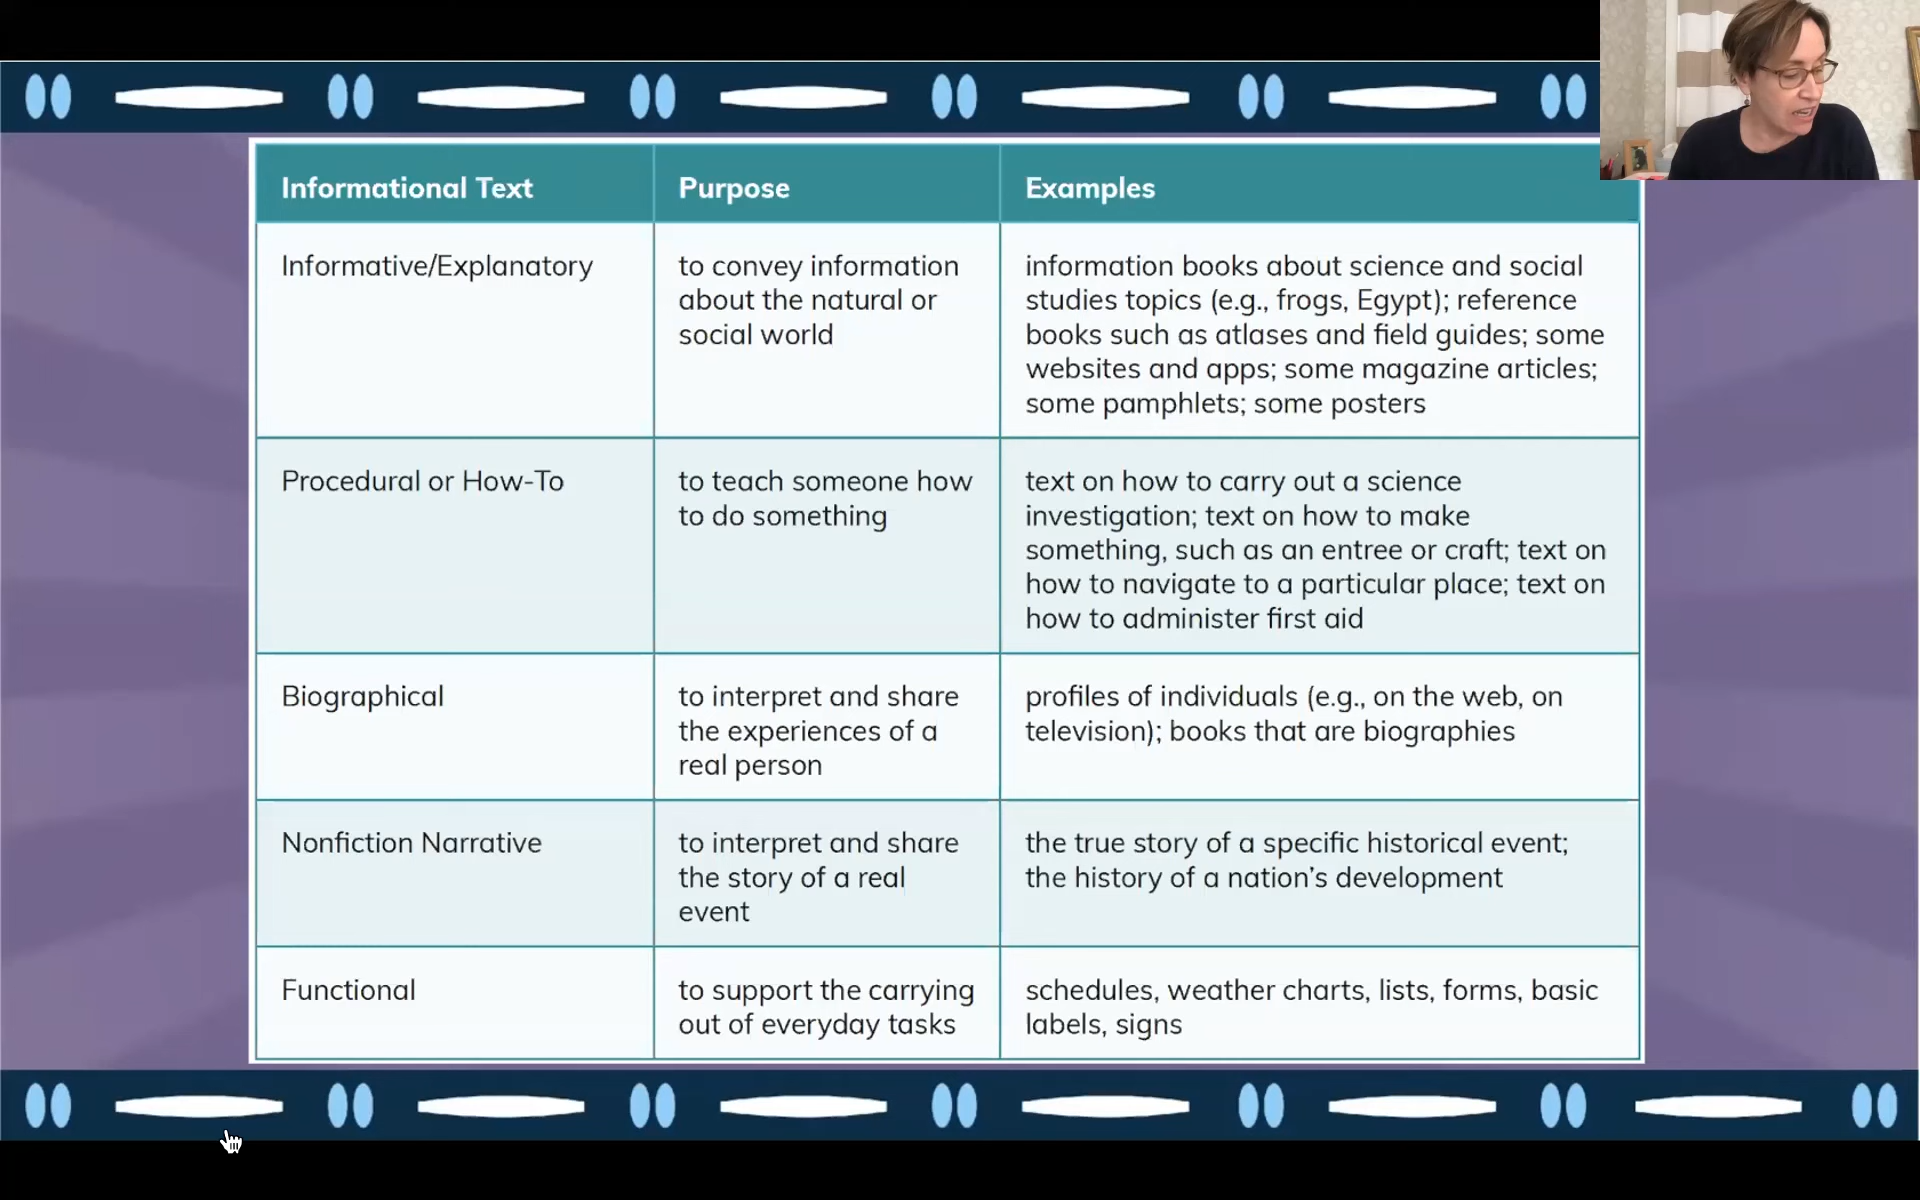 Informational Text
Purpose
Examples
Informative/Explanatory
to convey information
about the natural or
social world
information books about science and social
studies topics (e.g., frogs, Egypt); reference
books such as atlases and field guides; some
websites and apps; some magazine articles;
some pamphlets; some posters
Procedural or How-To
to teach someone how
to do something
text on how to carry out a science
investigation; text on how to make
something, such as an entree or craft; text on
how to navigate to a particular place; text on
how to administer first aid
Biographical
to interpret and share
the experiences of a
real person
profiles of individuals (e.g., on the web, on
television); books that are biographies
Nonfiction Narrative
to interpret and share
the story of a real
event
the true story of a specific historical event;
the history of a nation’s development
Functional
to support the carrying
out of everyday tasks
schedules, weather charts, lists, forms, basic
labels, signs